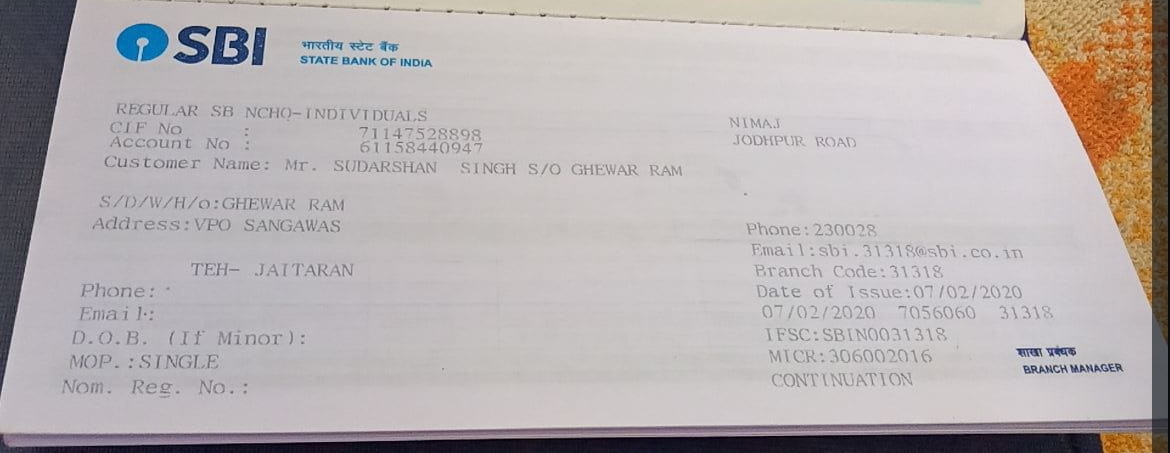 SBI
भारतीय स्टेट बैंक
STATE BANK OF INDIA
REGULAR SB NCHQ-INDIVIDUALS
CIF No : 71147528898
Account No : 61158440947
Customer Name: Mr. SUDARSHAN SINGH S/O GHEWAR RAM
S/D/W/H/o:GHEWAR RAM
Address:VPO SANGAWAS
TEH- JAITARAN
Phone:
Email:
D.O.B. (If Minor):
MOP.:SINGLE
Nom. Reg. No.:
NIMAJ
JODHPUR ROAD
Phone:230028
Email:sbi.31318@sbi.co.in
Branch Code:31318
Date of Issue:07/02/2020
07/02/2020 7056060 31318
IFSC:SBIN0031318
MICR:306002016
CONTINUATION
शाखा प्रबंधक
BRANCH MANAGER